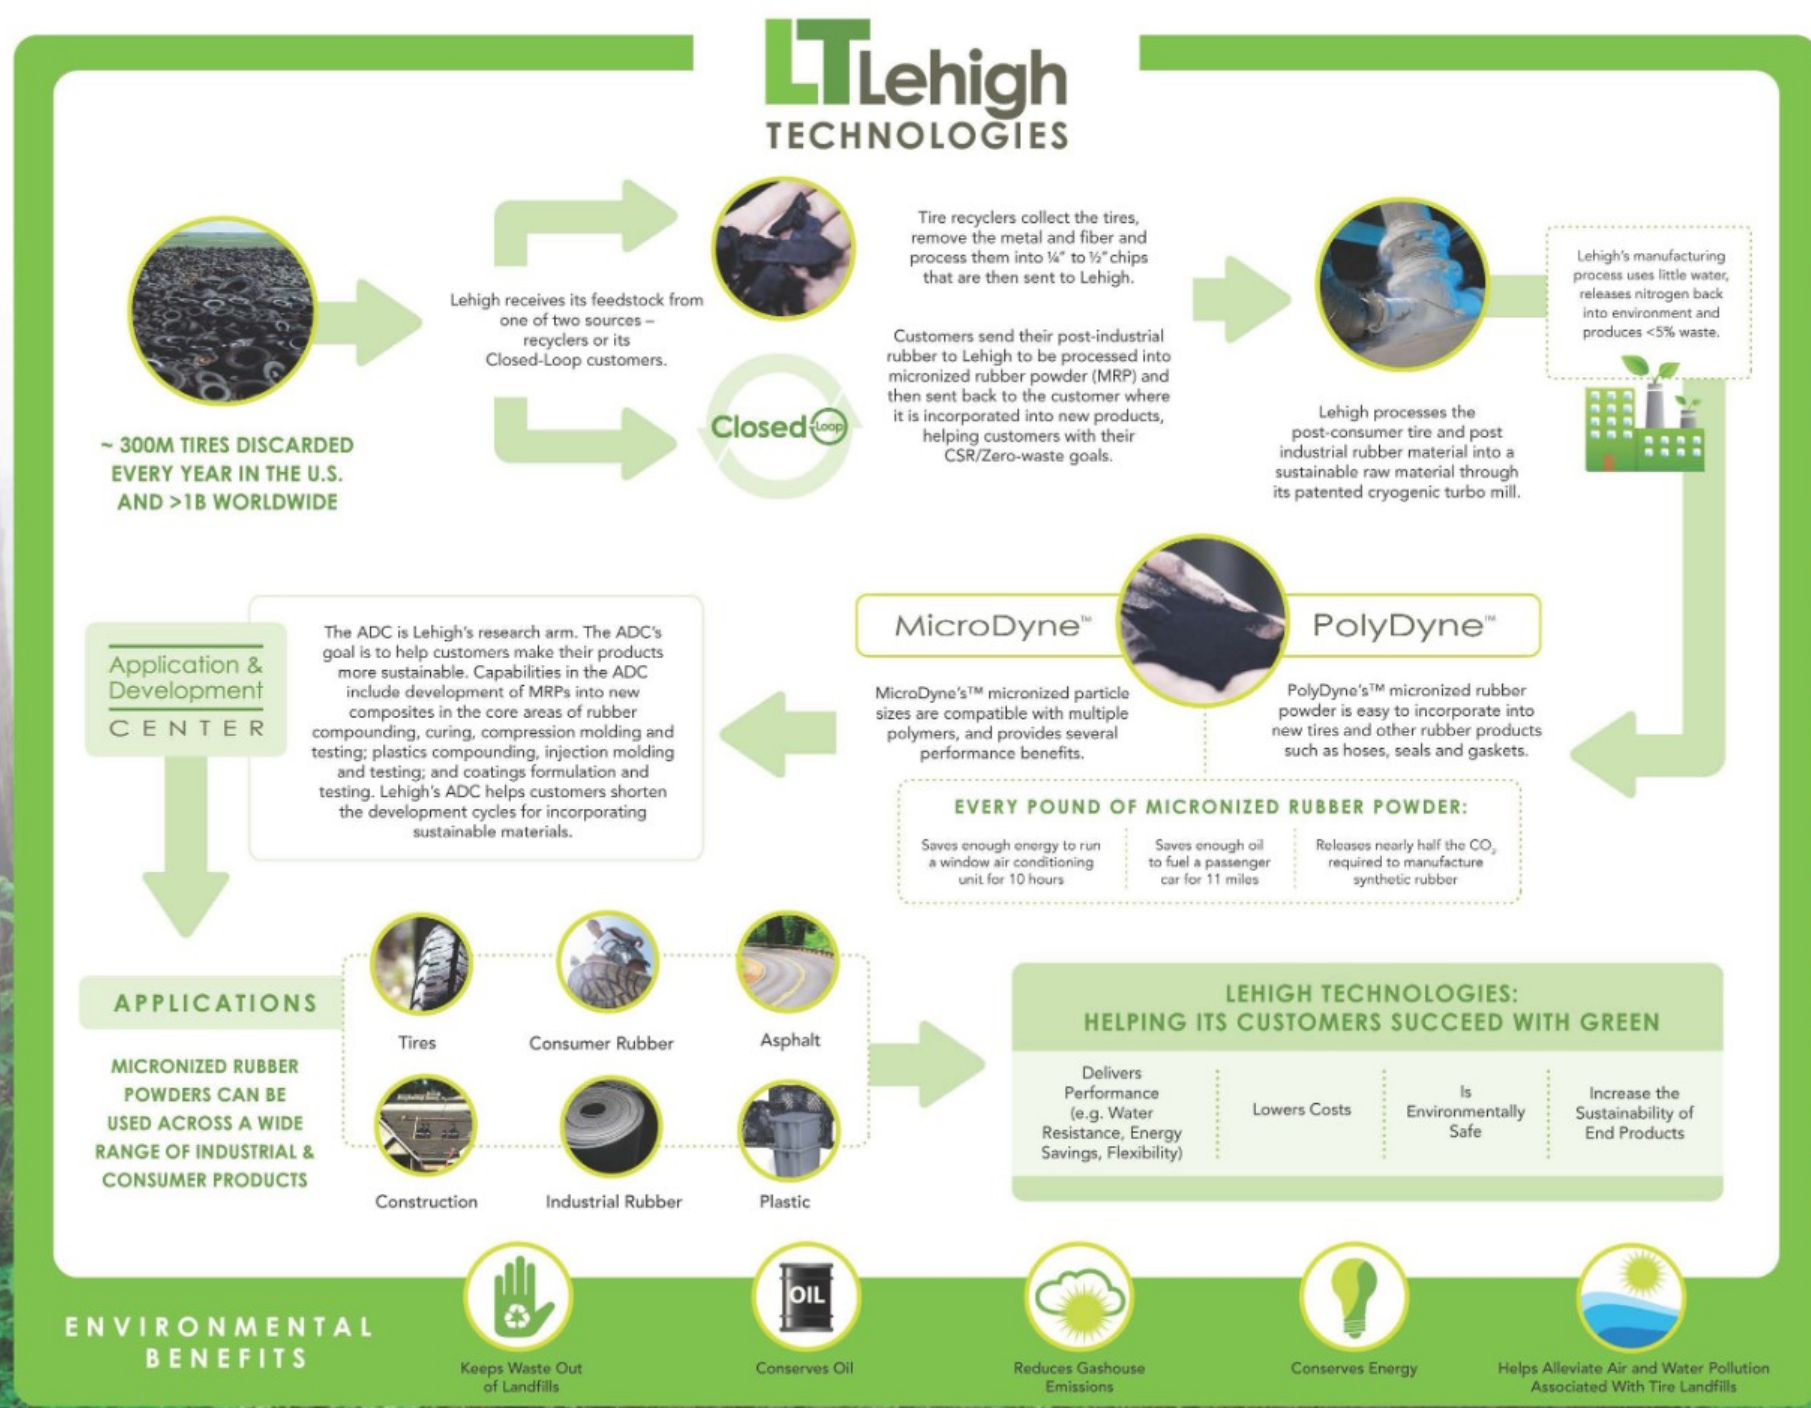 LT Lehigh
TECHNOLOGIES
~ 300M TIRES DISCARDED
EVERY YEAR IN THE U.S.
AND >1B WORLDWIDE
Lehigh receives its feedstock from
one of two sources –
recyclers or its
Closed-Loop customers.
Tire recyclers collect the tires,
remove the metal and fiber and
process them into ¼" to ½" chips
that are then sent to Lehigh.
Closed Loop
Customers send their post-industrial
rubber to Lehigh to be processed into
micronized rubber powder (MRP) and
then sent back to the customer where
it is incorporated into new products,
helping customers with their
CSR/Zero-waste goals.
Lehigh processes the
post-consumer tire and post
industrial rubber material into a
sustainable raw material through
its patented cryogenic turbo mill.
Lehigh's manufacturing
process uses little water,
releases nitrogen back
into environment and
produces <5% waste.
MicroDyne™
MicroDyne's™ micronized particle
sizes are compatible with multiple
polymers, and provides several
performance benefits.
PolyDyne™
PolyDyne's™ micronized rubber
powder is easy to incorporate into
new tires and other rubber products
such as hoses, seals and gaskets.
EVERY POUND OF MICRONIZED RUBBER POWDER:
Saves enough energy to run
a window air conditioning
unit for 10 hours
Saves enough oil
to fuel a passenger
car for 11 miles
Releases nearly half the CO₂
required to manufacture
synthetic rubber
Application &
Development
CENTER
The ADC is Lehigh's research arm. The ADC's
goal is to help customers make their products
more sustainable. Capabilities in the ADC
include development of MRPs into new
composites in the core areas of rubber
compounding, curing, compression molding and
testing; plastics compounding, injection molding
and testing; and coatings formulation and
testing. Lehigh's ADC helps customers shorten
the development cycles for incorporating
sustainable materials.
APPLICATIONS
MICRONIZED RUBBER
POWDERS CAN BE
USED ACROSS A WIDE
RANGE OF INDUSTRIAL &
CONSUMER PRODUCTS
Tires
Consumer Rubber
Asphalt
Construction
Industrial Rubber
Plastic
LEHIGH TECHNOLOGIES:
HELPING ITS CUSTOMERS SUCCEED WITH GREEN
Delivers
Performance
(e.g. Water
Resistance, Energy
Savings, Flexibility)
Lowers Costs
Is
Environmentally
Safe
Increase the
Sustainability of
End Products
ENVIRONMENTAL
BENEFITS
Keeps Waste Out
of Landfills
OIL
Conserves Oil
Reduces Gashouse
Emissions
Conserves Energy
Helps Alleviate Air and Water Pollution
Associated With Tire Landfills